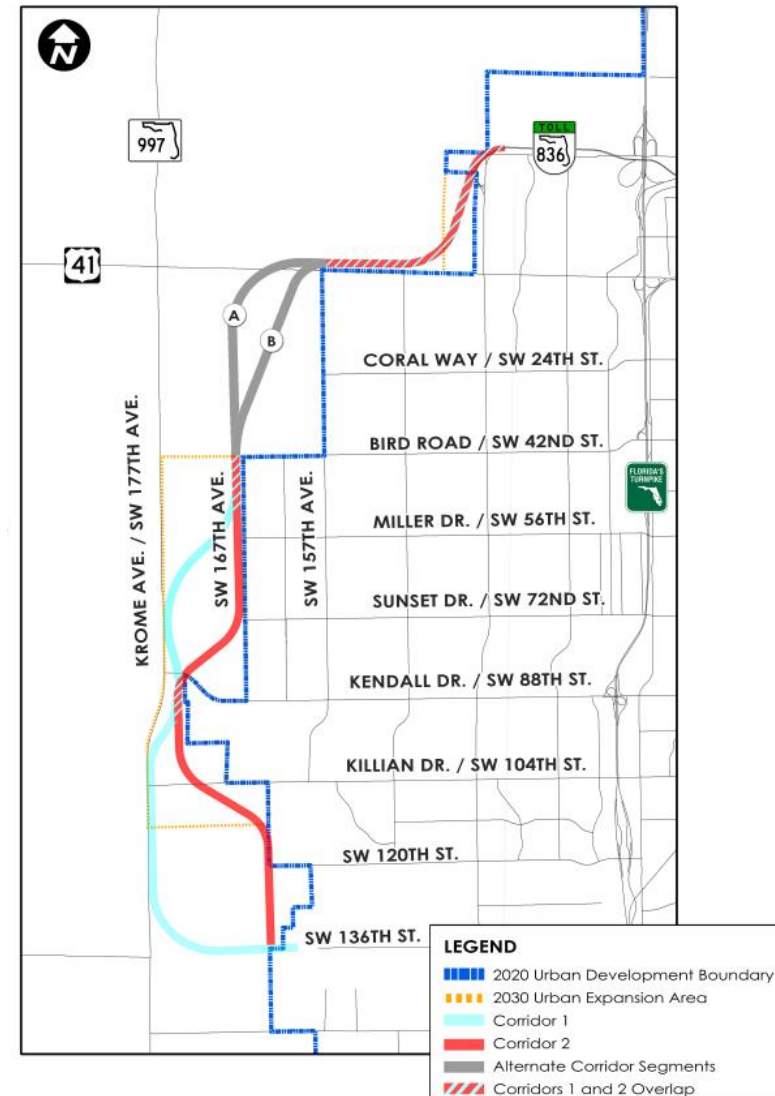 N
997
TOLL
836
41
A
B
CORAL WAY / SW 24TH ST.
BIRD ROAD / SW 42ND ST.
KROME AVE. / SW 177TH AVE.
SW 167TH AVE.
SW 157TH AVE.
FLORIDA'S
TURNPIKE
MILLER DR. / SW 56TH ST.
SUNSET DR. / SW 72ND ST.
KENDALL DR. / SW 88TH ST.
KILLIAN DR. / SW 104TH ST.
SW 120TH ST.
SW 136TH ST.
LEGEND
2020 Urban Development Boundary
2030 Urban Expansion Area
Corridor 1
Corridor 2
Alternate Corridor Segments
Corridors 1 and 2 Overlap